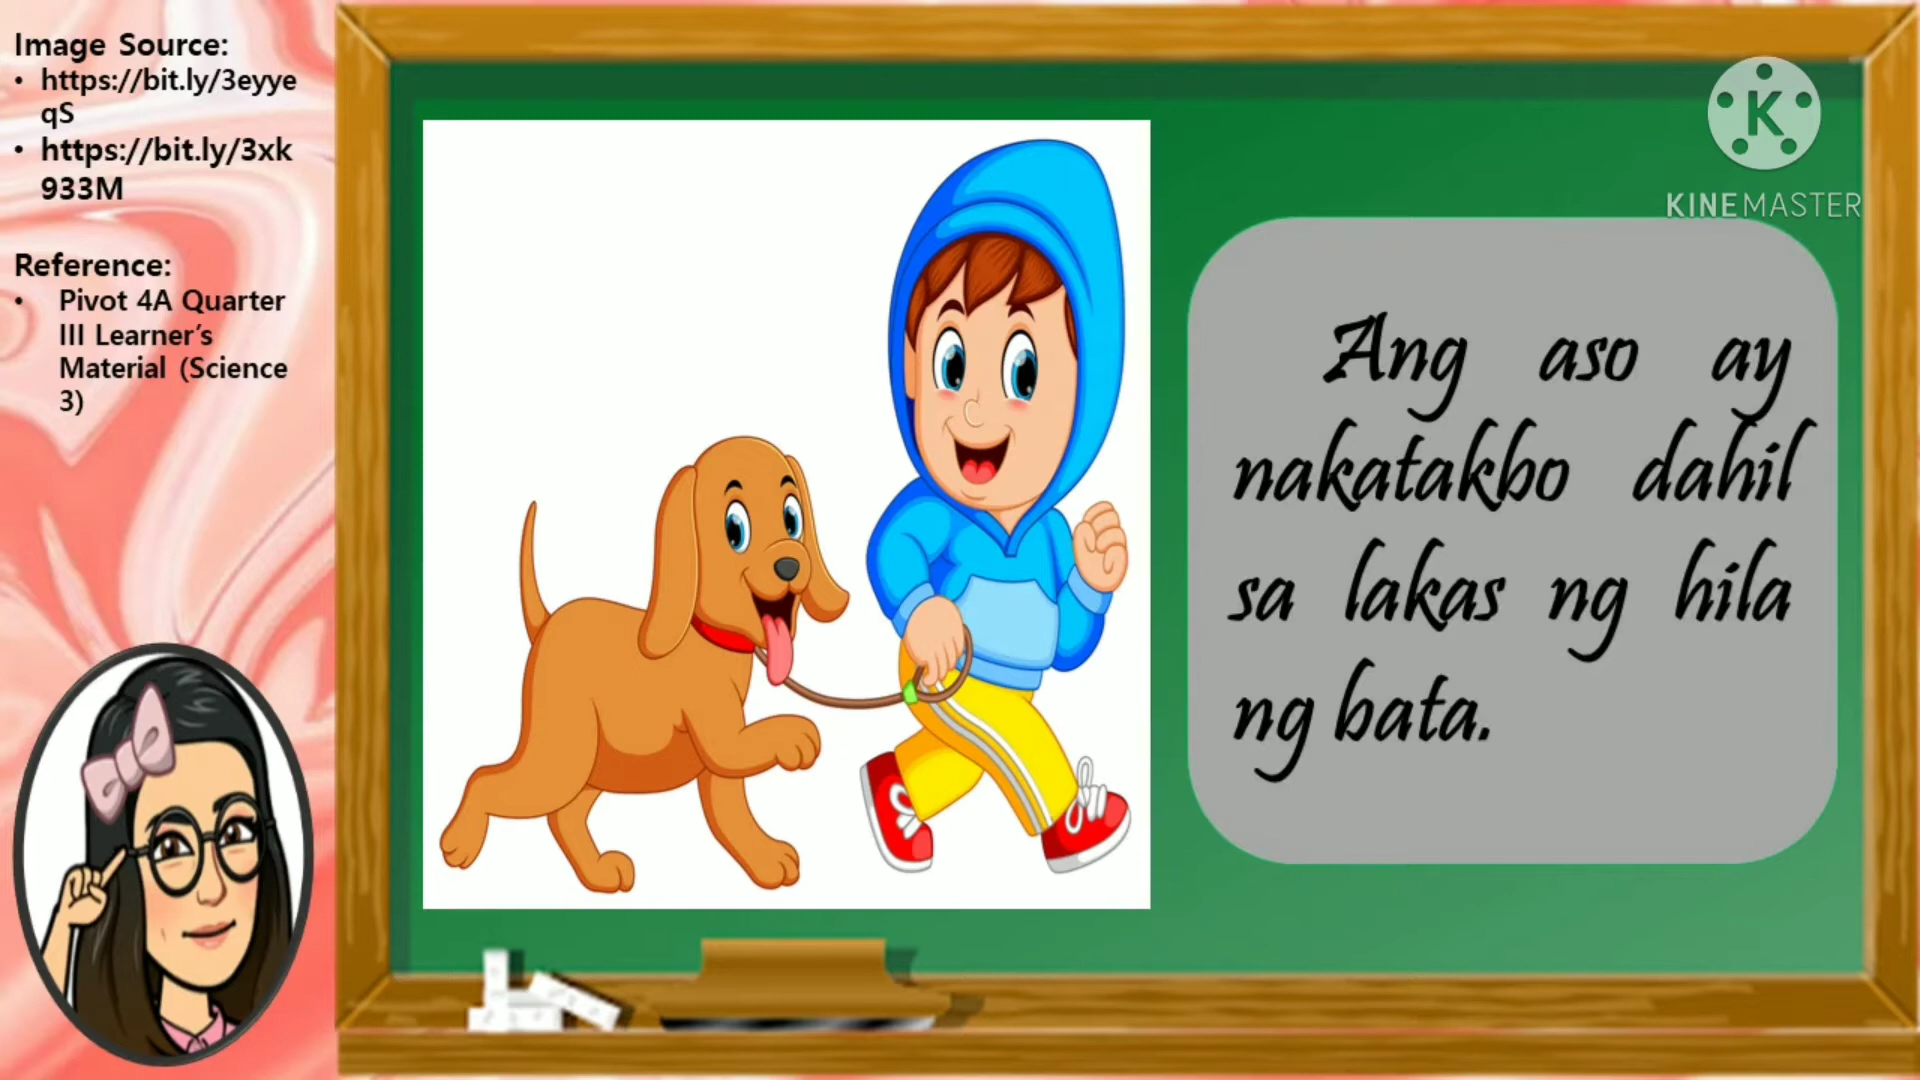 Image Source:
• https://bit.ly/3eyye
qS
• https://bit.ly/3xk
933M
Reference:
• Pivot 4A Quarter
III Learner’s
Material (Science
3)
K
KINEMASTER
Ang aso ay
nakatakbo dahil
sa lakas ng hila
ng bata.